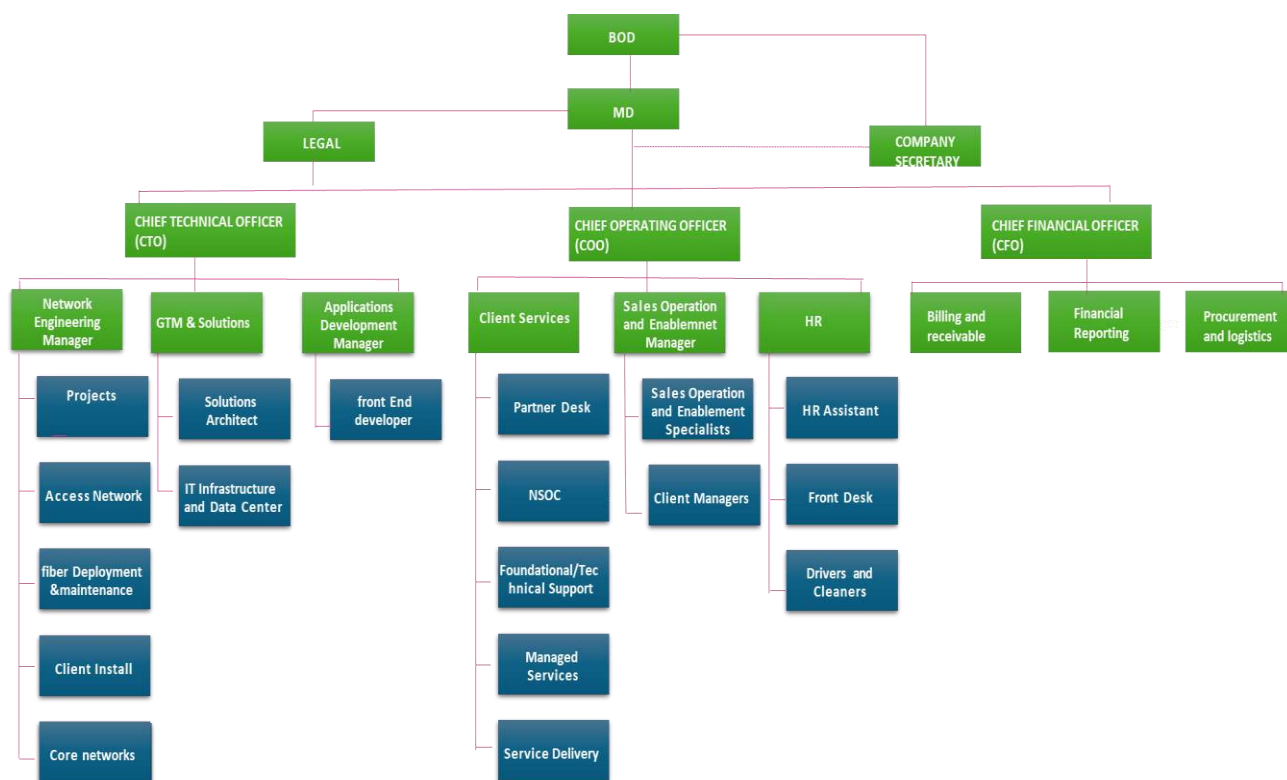 BOD
MD
LEGAL
COMPANY
SECRETARY
CHIEF TECHNICAL OFFICER
(CTO)
CHIEF OPERATING OFFICER
(COO)
CHIEF FINANCIAL OFFICER
(CFO)
Network
Engineering
Manager
GTM & Solutions
Applications
Development
Manager
Client Services
Sales Operation
and Enablemnet
Manager
HR
Billing and
receivable
Financial
Reporting
Procurement
and logistics
Projects
Solutions
Architect
front End
developer
Partner Desk
Sales Operation
and Enablement
Specialists
HR Assistant
Access Network
IT Infrastructure
and Data Center
NSOC
Client Managers
Front Desk
fiber Deployment
&maintenance
Foundational/Tec
hnical Support
Drivers and
Cleaners
Client Install
Managed
Services
Core networks
Service Delivery